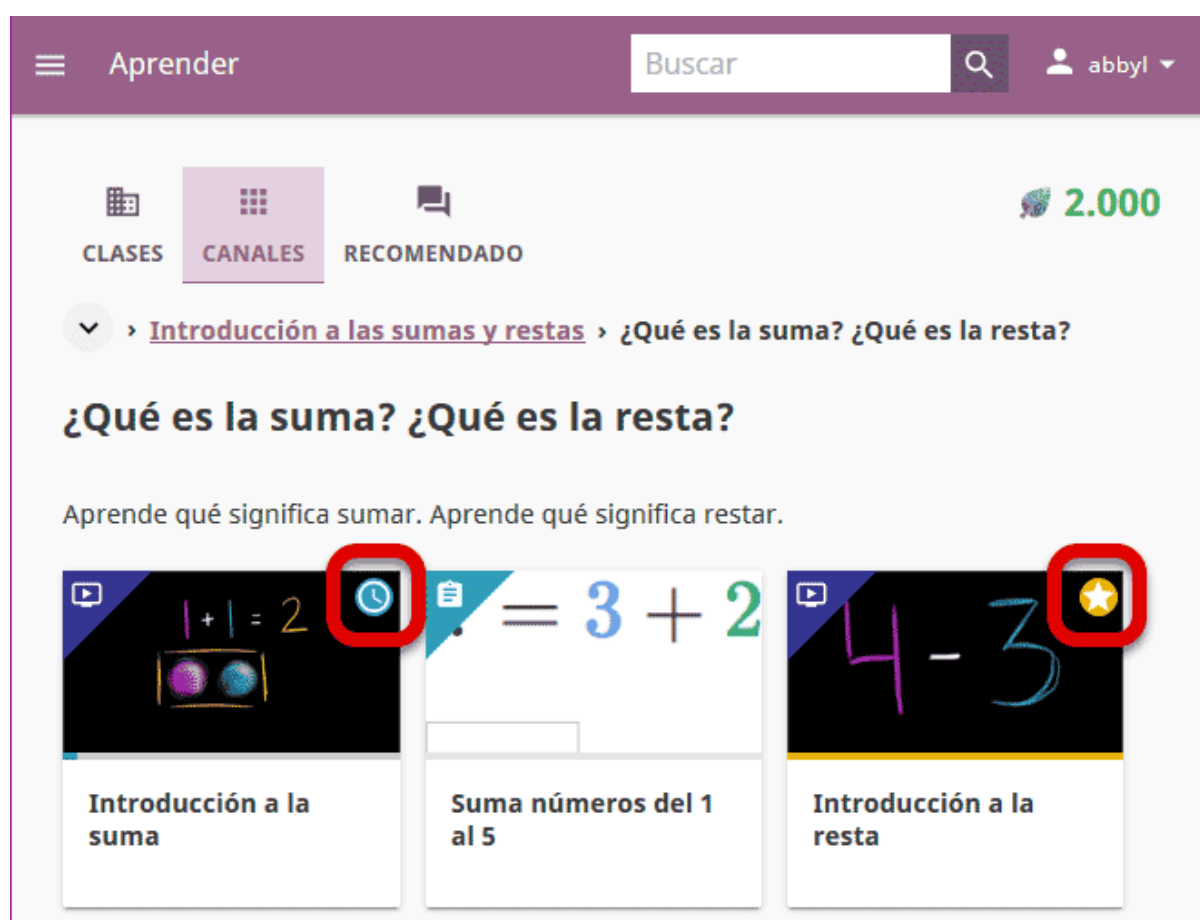 Aprender
Buscar
abbyl
CLASES
CANALES
RECOMENDADO
2.000
› Introducción a las sumas y restas › ¿Qué es la suma? ¿Qué es la resta?
¿Qué es la suma? ¿Qué es la resta?
Aprende qué significa sumar. Aprende qué significa restar.
1 + 1 = 2
= 3 + 2
4 - 3
Introducción a la
suma
Suma números del 1
al 5
Introducción a la
resta